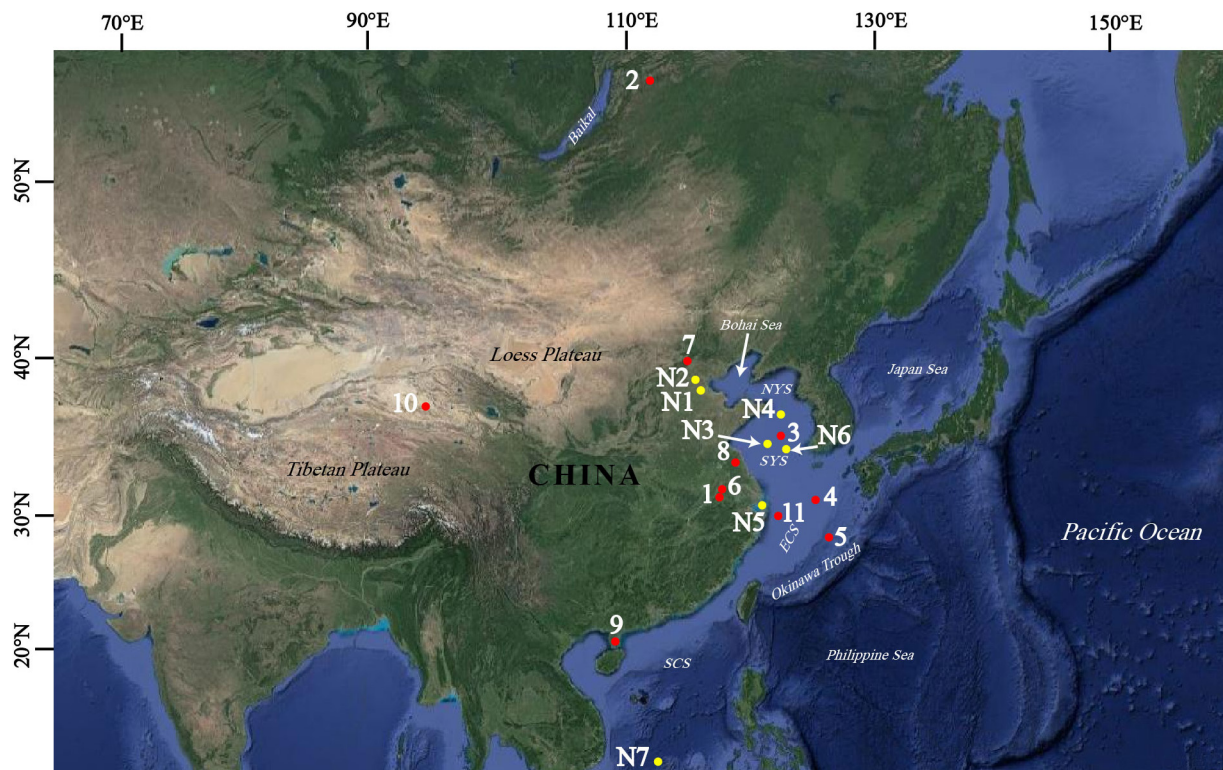 70°E 90°E 110°E 130°E 150°E
2
Baikal
50°N
Bohai Sea
40°N
7
Loess Plateau
Japan Sea
N2
NYS
N1
10
N4
N3
3
N6
8
SYS
Tibetan Plateau
CHINA
6
1
4
30°N
N5
11
Pacific Ocean
ECS
5
Okinawa Trough
9
20°N
SCS
Philippine Sea
N7